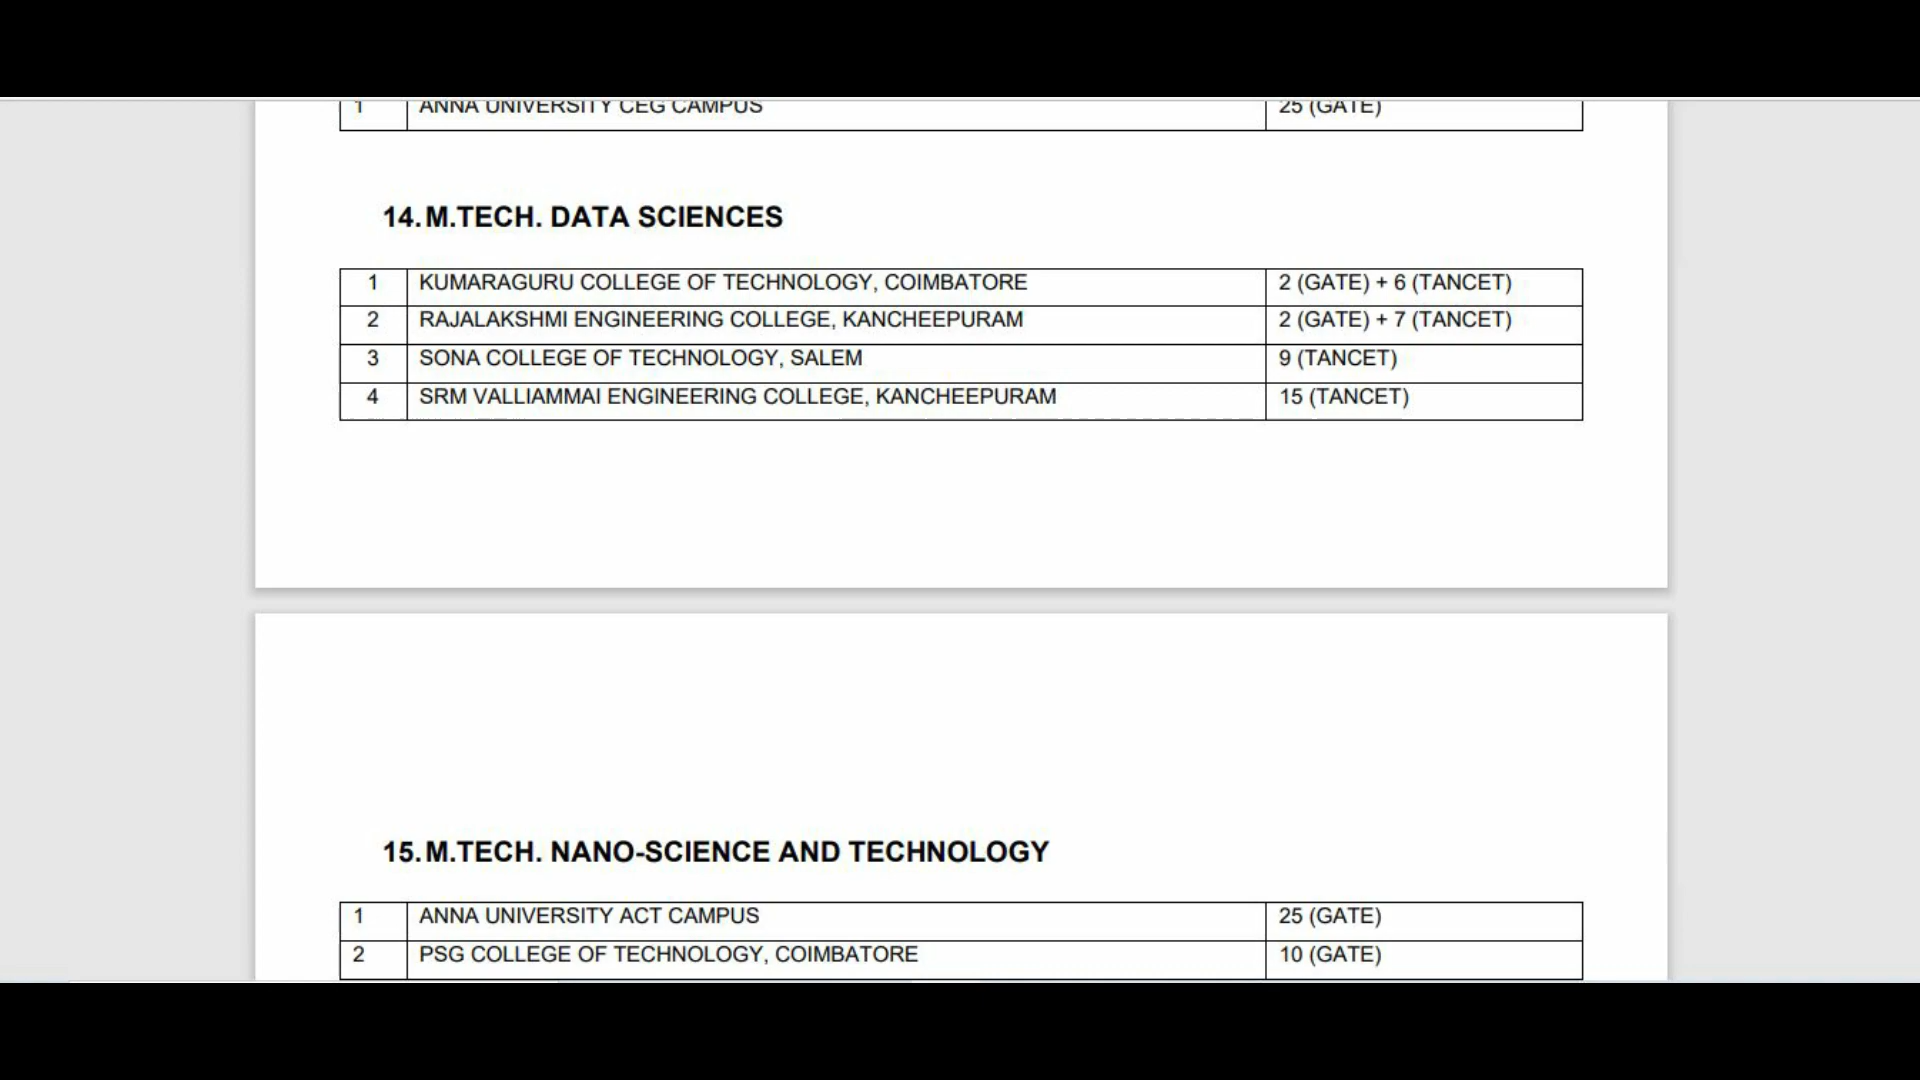 1 ANNA UNIVERSITY CEG CAMPUS 25 (GATE)
14. M.TECH. DATA SCIENCES
1 KUMARAGURU COLLEGE OF TECHNOLOGY, COIMBATORE 2 (GATE) + 6 (TANCET)
2 RAJALAKSHMI ENGINEERING COLLEGE, KANCHEEPURAM 2 (GATE) + 7 (TANCET)
3 SONA COLLEGE OF TECHNOLOGY, SALEM 9 (TANCET)
4 SRM VALLIAMMAI ENGINEERING COLLEGE, KANCHEEPURAM 15 (TANCET)
15. M.TECH. NANO-SCIENCE AND TECHNOLOGY
1 ANNA UNIVERSITY ACT CAMPUS 25 (GATE)
2 PSG COLLEGE OF TECHNOLOGY, COIMBATORE 10 (GATE)